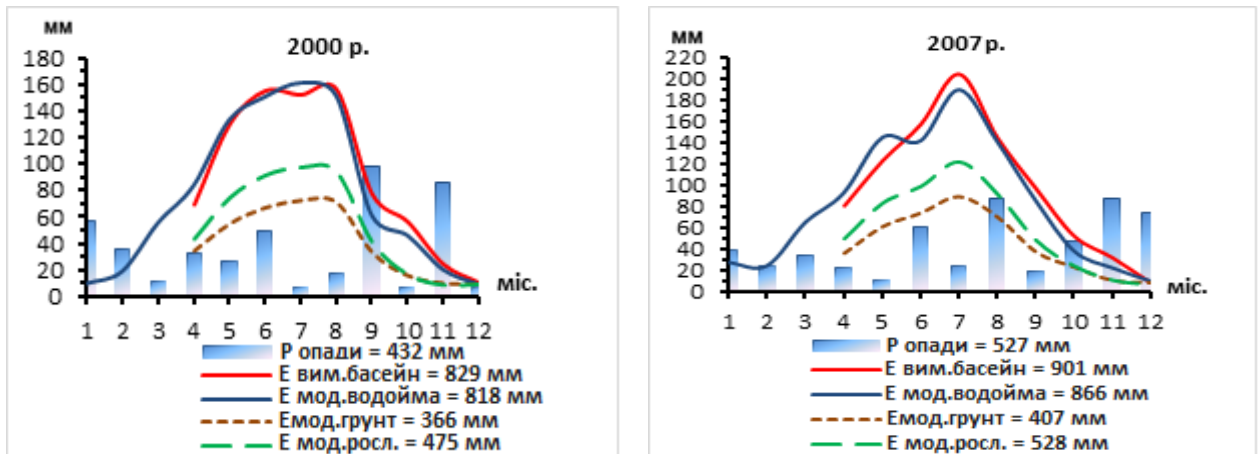 мм
2000 р.
180
160
140
120
100
80
60
40
20
0
міс.
1 2 3 4 5 6 7 8 9 10 11 12
Р опади = 432 мм
Е вим.басейн = 829 мм
Е мод.водойма = 818 мм
Емод.грунт = 366 мм
Е мод.росл. = 475 мм
мм
2007р.
220
200
180
160
140
120
100
80
60
40
20
0
міс.
1 2 3 4 5 6 7 8 9 10 11 12
Р опади = 527 мм
Е вим.басейн = 901 мм
Е мод.водойма = 866 мм
Емод.грунт = 407 мм
Е мод.росл. = 528 мм